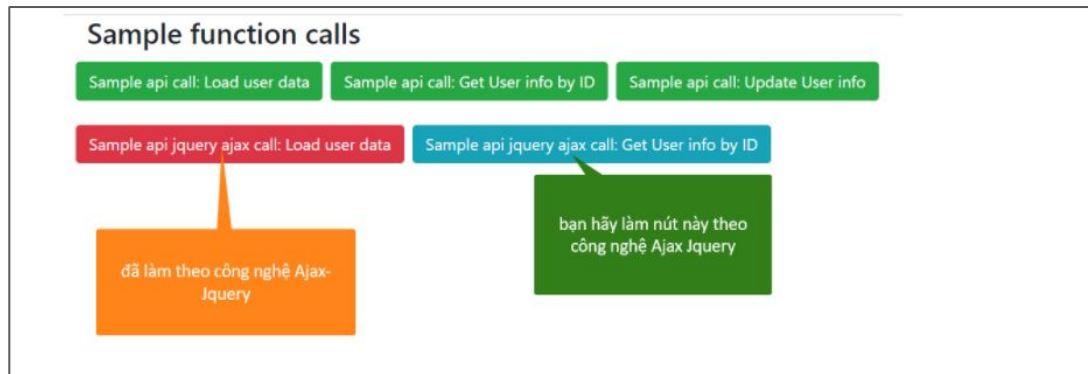 Sample function calls
Sample api call: Load user data
Sample api call: Get User info by ID
Sample api call: Update User info
Sample api jquery ajax call: Load user data
Sample api jquery ajax call: Get User info by ID
đã làm theo công nghệ Ajax-
Jquery
bạn hãy làm nút này theo
công nghệ Ajax Jquery